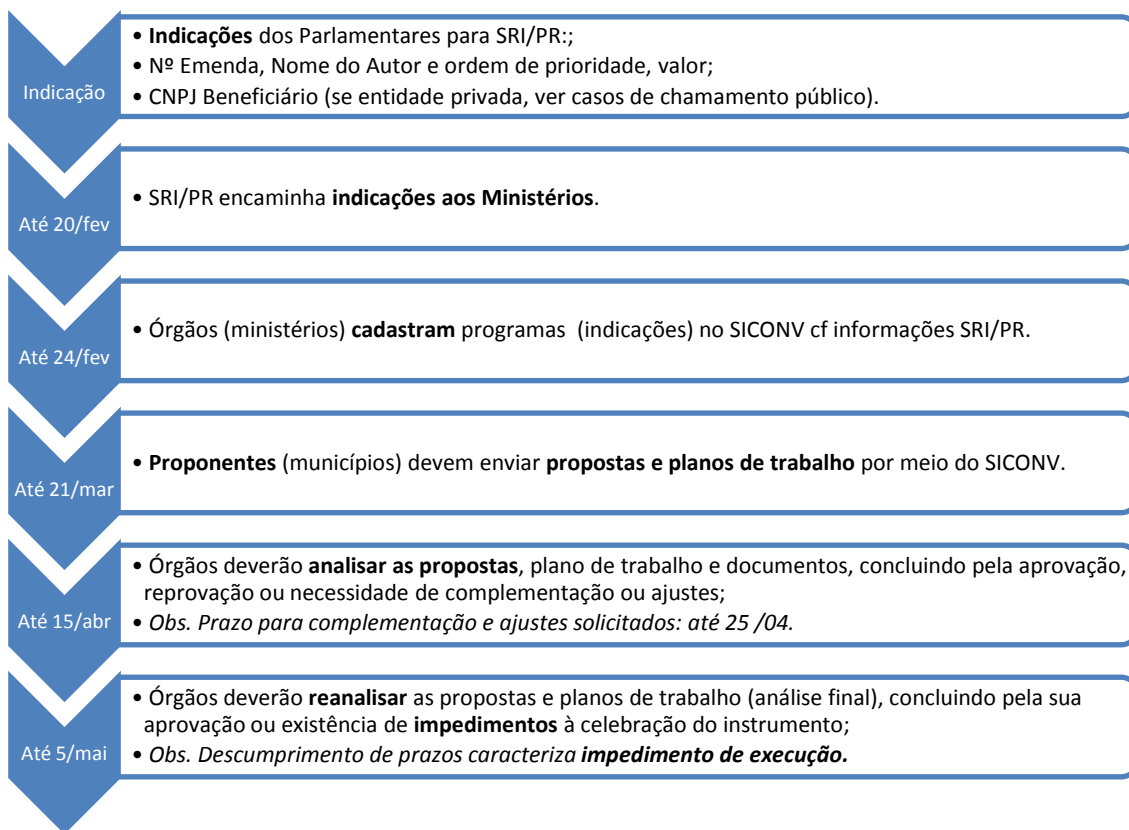 Indicação
• Indicações dos Parlamentares para SRI/PR:;
• Nº Emenda, Nome do Autor e ordem de prioridade, valor;
• CNPJ Beneficiário (se entidade privada, ver casos de chamamento público).
Até 20/fev
• SRI/PR encaminha indicações aos Ministérios.
Até 24/fev
• Órgãos (ministérios) cadastram programas (indicações) no SICONV cf informações SRI/PR.
Até 21/mar
• Proponentes (municípios) devem enviar propostas e planos de trabalho por meio do SICONV.
Até 15/abr
• Órgãos deverão analisar as propostas, plano de trabalho e documentos, concluindo pela aprovação,
reprovação ou necessidade de complementação ou ajustes;
• Obs. Prazo para complementação e ajustes solicitados: até 25 /04.
Até 5/mai
• Órgãos deverão reanalisar as propostas e planos de trabalho (análise final), concluindo pela sua
aprovação ou existência de impedimentos à celebração do instrumento;
• Obs. Descumprimento de prazos caracteriza impedimento de execução.